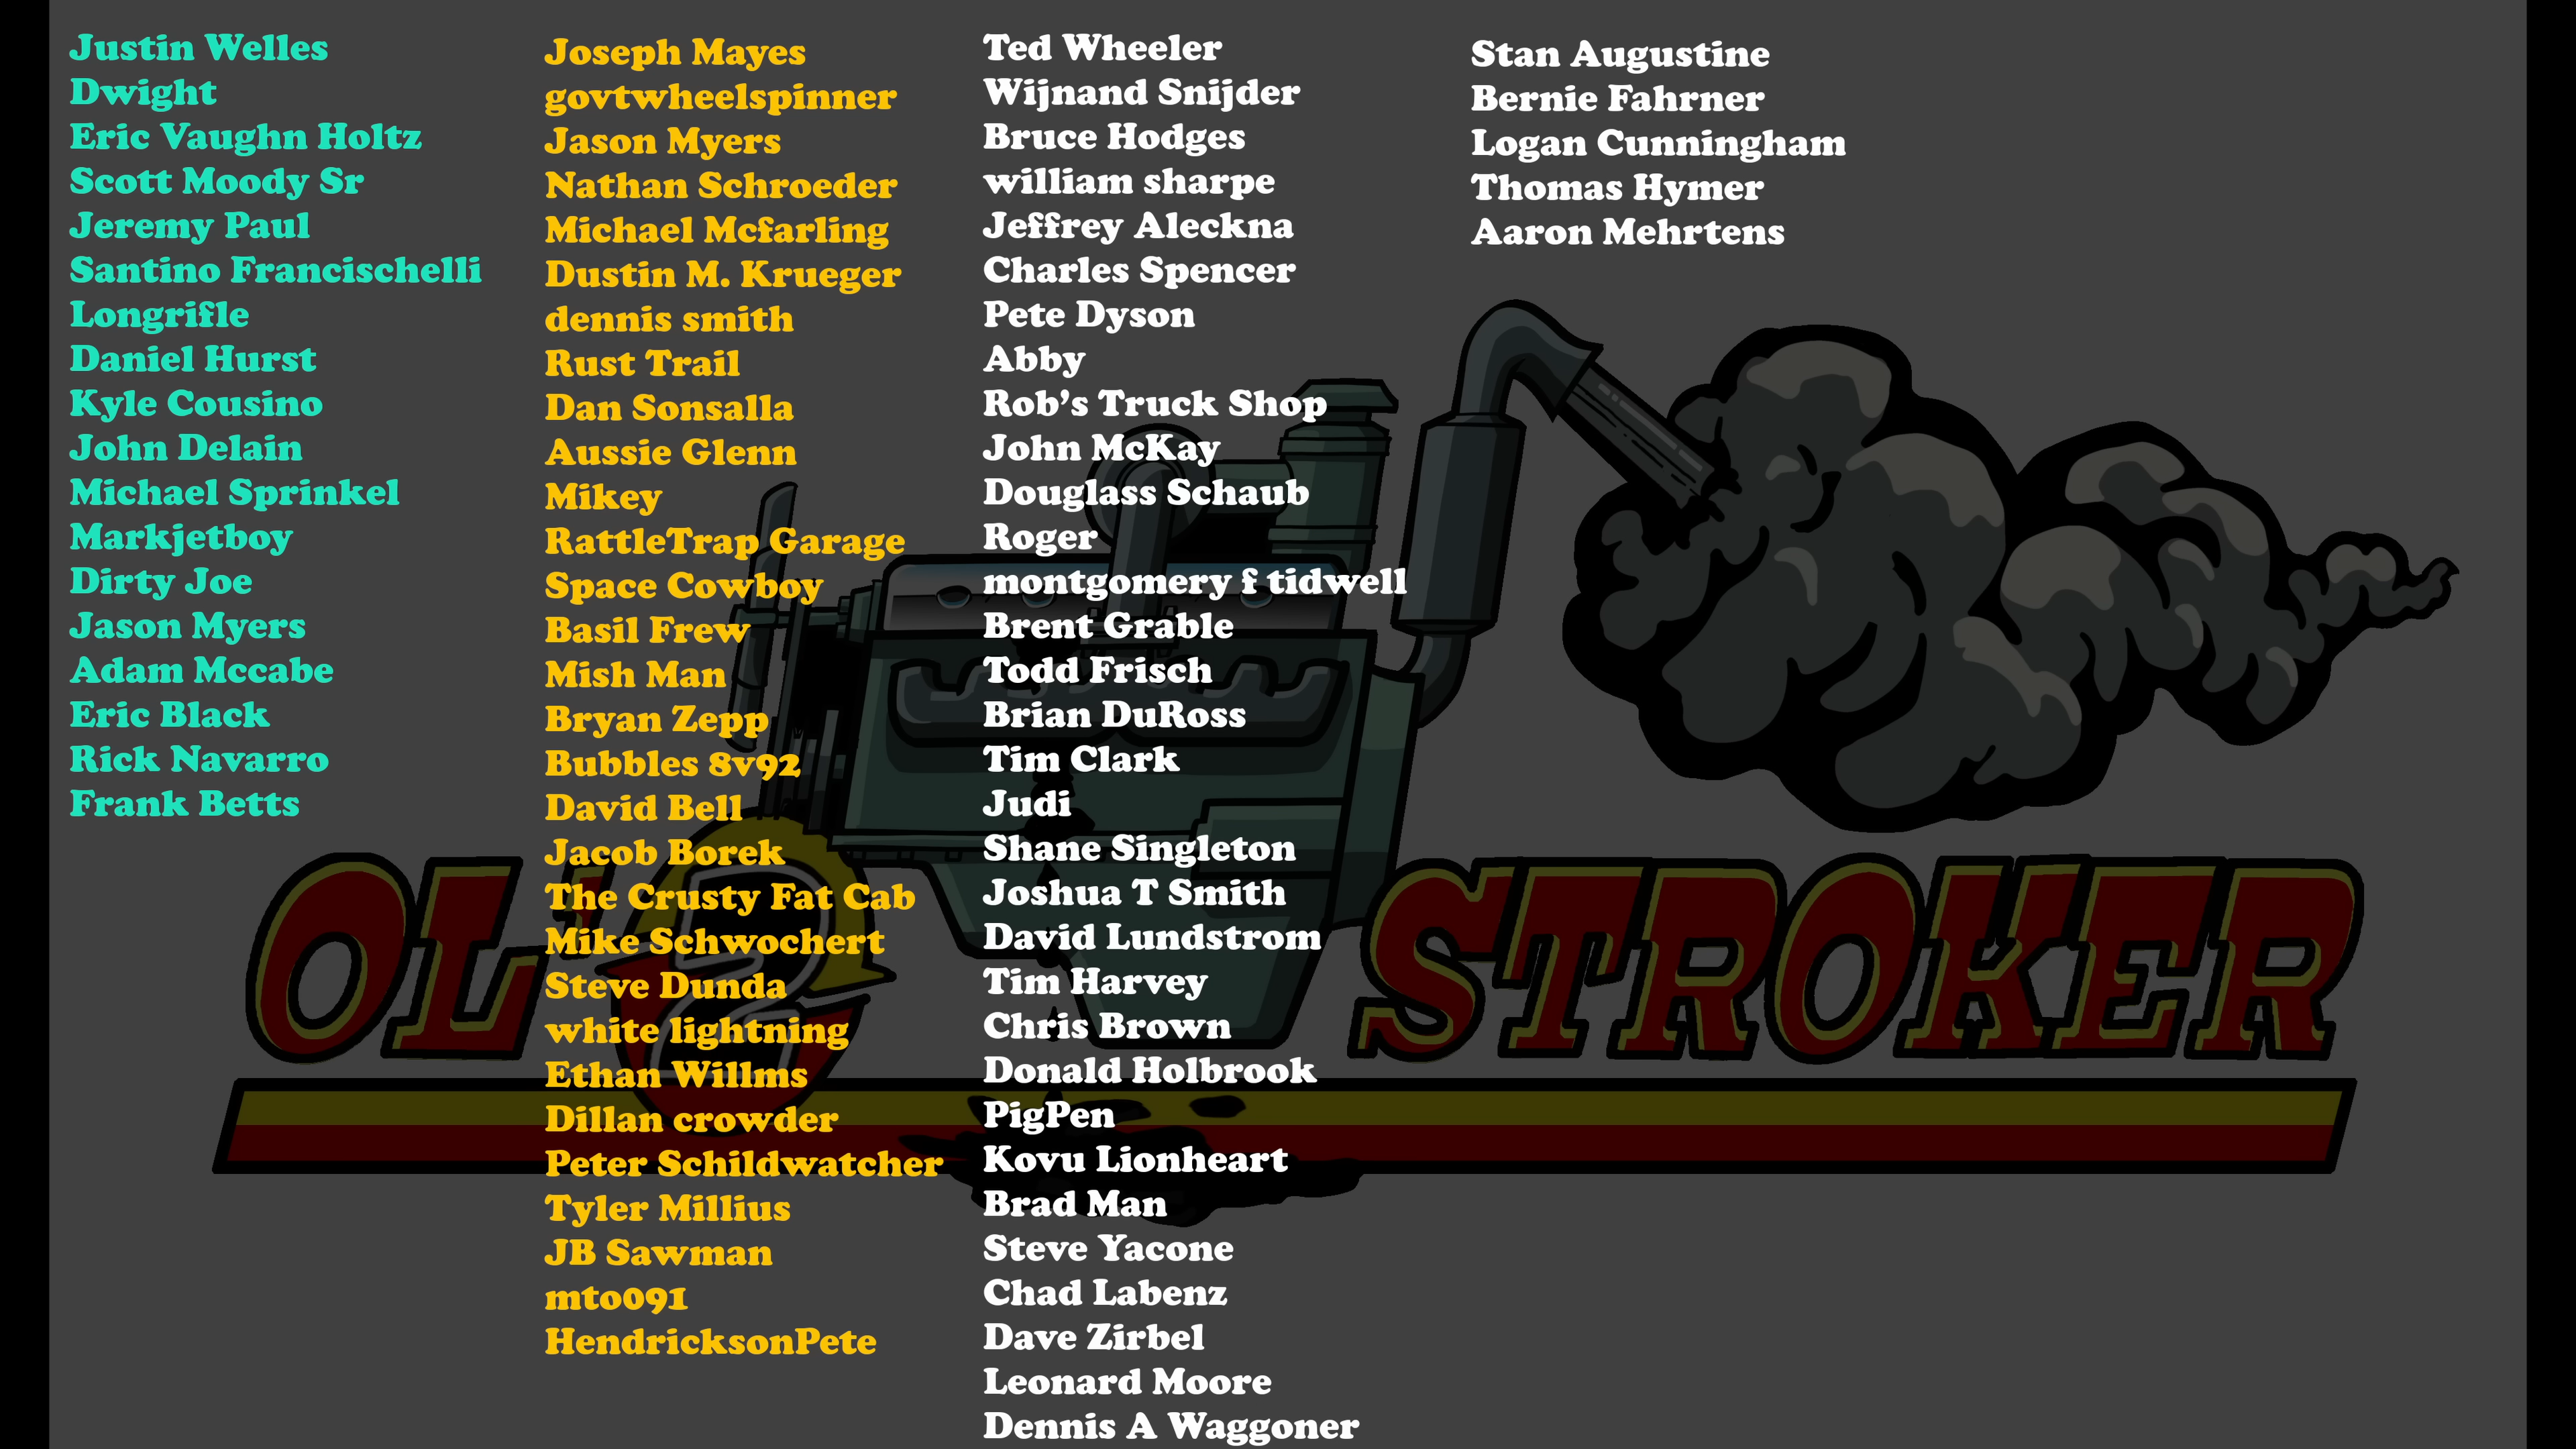 Justin Welles
Dwight
Eric Vaughn Holtz
Scott Moody Sr
Jeremy Paul
Santino Francischelli
Longrifle
Daniel Hurst
Kyle Cousino
John Delain
Michael Sprinkel
Markjetboy
Dirty Joe
Jason Myers
Adam Mccabe
Eric Black
Rick Navarro
Frank Betts
Joseph Mayes
govtwheelspinner
Jason Myers
Nathan Schroeder
Michael Mcfarling
Dustin M. Krueger
dennis smith
Rust Trail
Dan Sonsalla
Aussie Glenn
Mikey
RattleTrap Garage
Space Cowboy
Basil Frew
Mish Man
Bryan Zepp
Bubbles 8v92
David Bell
Jacob Borek
The Crusty Fat Cab
Mike Schwochert
Steve Dunda
white lightning
Ethan Willms
Dillan crowder
Peter Schildwatcher
Tyler Millius
JB Sawman
mto091
HendricksonPete
Ted Wheeler
Wijnand Snijder
Bruce Hodges
william sharpe
Jeffrey Aleckna
Charles Spencer
Pete Dyson
Abby
Rob's Truck Shop
John McKay
Douglass Schaub
Roger
montgomery f tidwell
Brent Grable
Todd Frisch
Brian DuRoss
Tim Clark
Judi
Shane Singleton
Joshua T Smith
David Lundstrom
Tim Harvey
Chris Brown
Donald Holbrook
PigPen
Kovu Lionheart
Brad Man
Steve Yacone
Chad Labenz
Dave Zirbel
Leonard Moore
Dennis A Waggoner
Stan Augustine
Bernie Fahrner
Logan Cunningham
Thomas Hymer
Aaron Mehrtens
OL' 2 STROKER